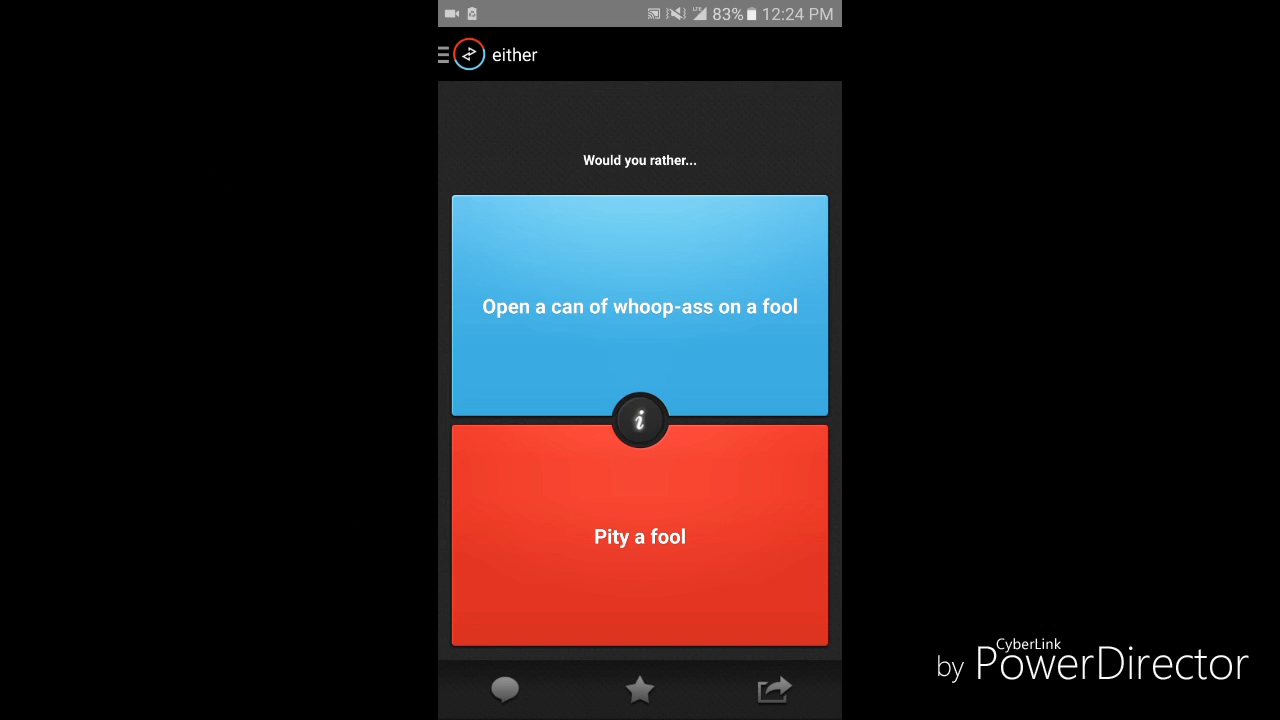 LTE 83% 12:24 PM
either
Would you rather...
Open a can of whoop-ass on a fool
i
Pity a fool
CyberLink
by PowerDirector